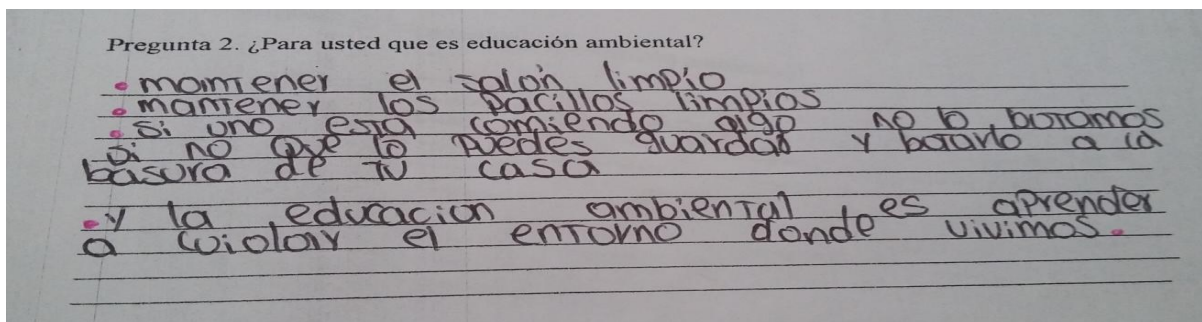 Pregunta 2. ¿Para usted que es educación ambiental?
• mantener el salón limpio
• mantener los pacillos limpios
• si uno esta comiendo algo no lo botamos
si no que lo puedes guardar y botarlo a la
basura de tu casa
• y la educacion ambiental es aprender
a cuidar el entorno donde vivimos.